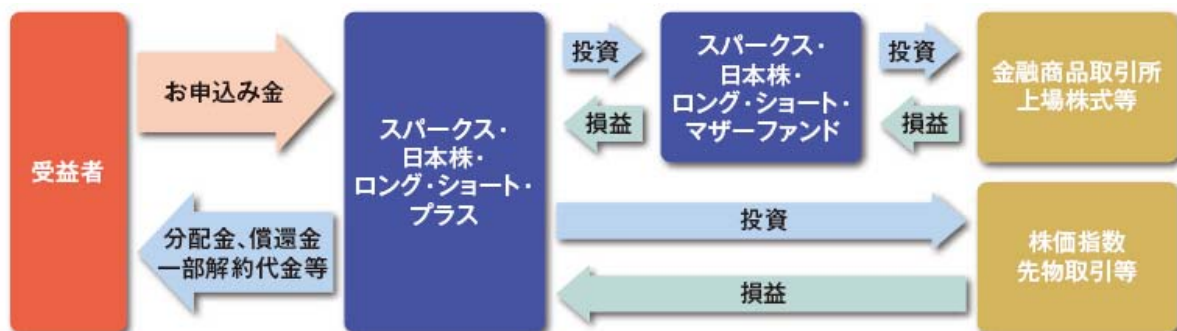 受益者
お申込み金
分配金、償還金
一部解約代金等
スパークス・
日本株・
ロング・ショート・
プラス
投資
損益
スパークス・
日本株・
ロング・ショート・
マザーファンド
投資
損益
金融商品取引所
上場株式等
投資
損益
株価指数
先物取引等